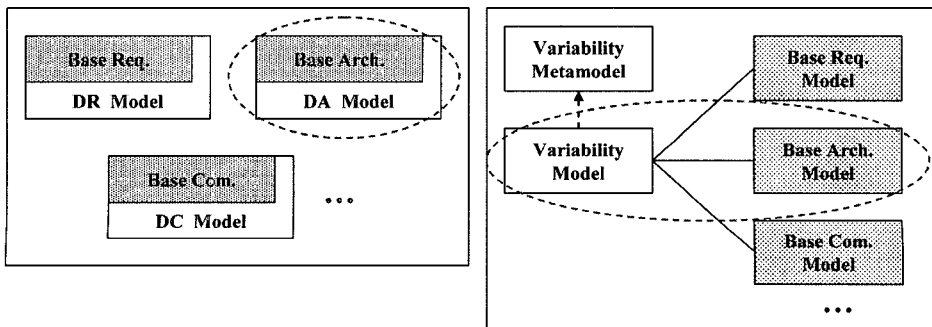 Base Req.
DR Model
Base Arch.
DA Model
Base Com.
DC Model
...
Variability
Metamodel
Variability
Model
Base Req.
Model
Base Arch.
Model
Base Com.
Model
...